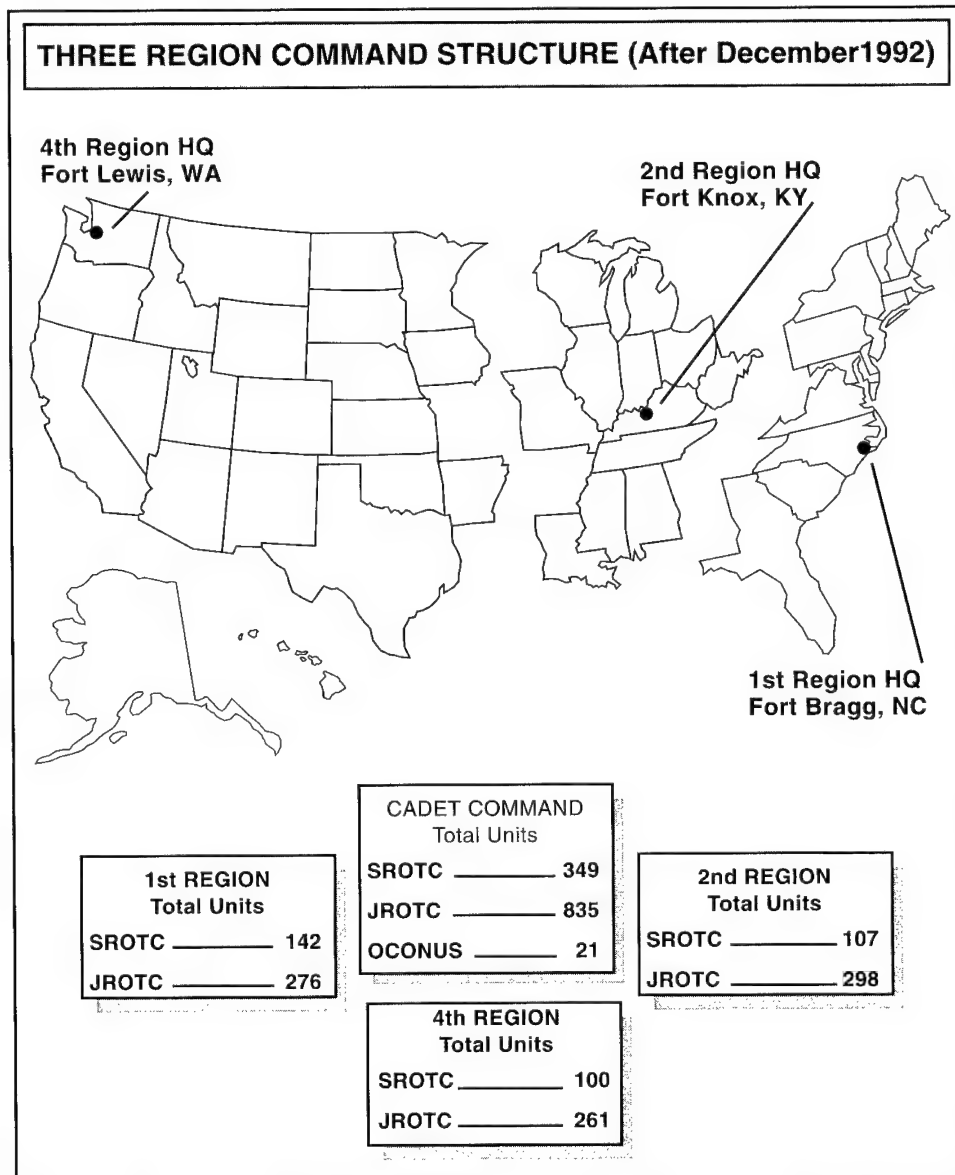 THREE REGION COMMAND STRUCTURE (After December1992)
4th Region HQ
Fort Lewis, WA
2nd Region HQ
Fort Knox, KY
1st Region HQ
Fort Bragg, NC
CADET COMMAND
Total Units
SROTC 349
JROTC 835
OCONUS 21
1st REGION
Total Units
SROTC 142
JROTC 276
2nd REGION
Total Units
SROTC 107
JROTC 298
4th REGION
Total Units
SROTC 100
JROTC 261